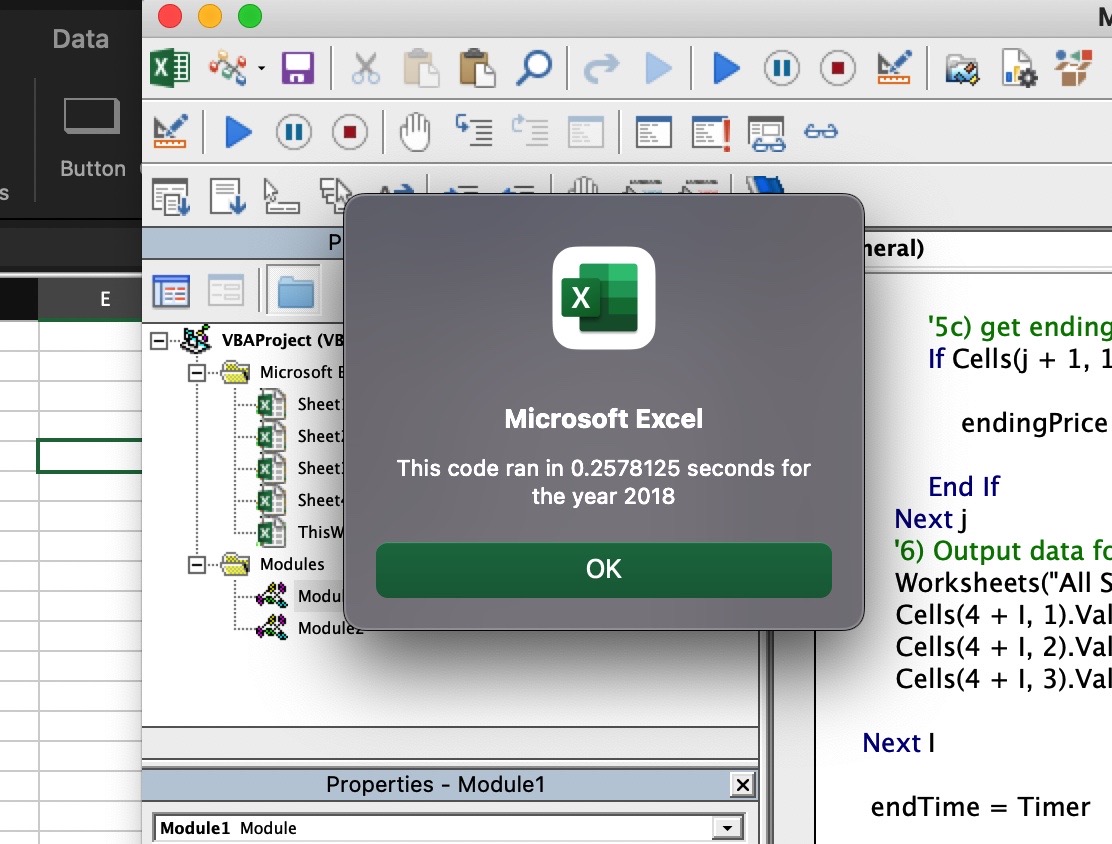 Data
Button
s
E
M
P
neral)
VBAProject (VB
Microsoft E
Sheet
Sheet
Sheet
Sheet
ThisW
Modules
Modu
Module2
Microsoft Excel
This code ran in 0.2578125 seconds for
the year 2018
OK
'5c) get ending
If Cells(j + 1, 1
endingPrice
End If
Next j
'6) Output data fo
Worksheets("All S
Cells(4 + I, 1).Val
Cells(4 + I, 2).Val
Cells(4 + I, 3).Val
Next I
endTime = Timer
Properties - Module1
Module1 Module